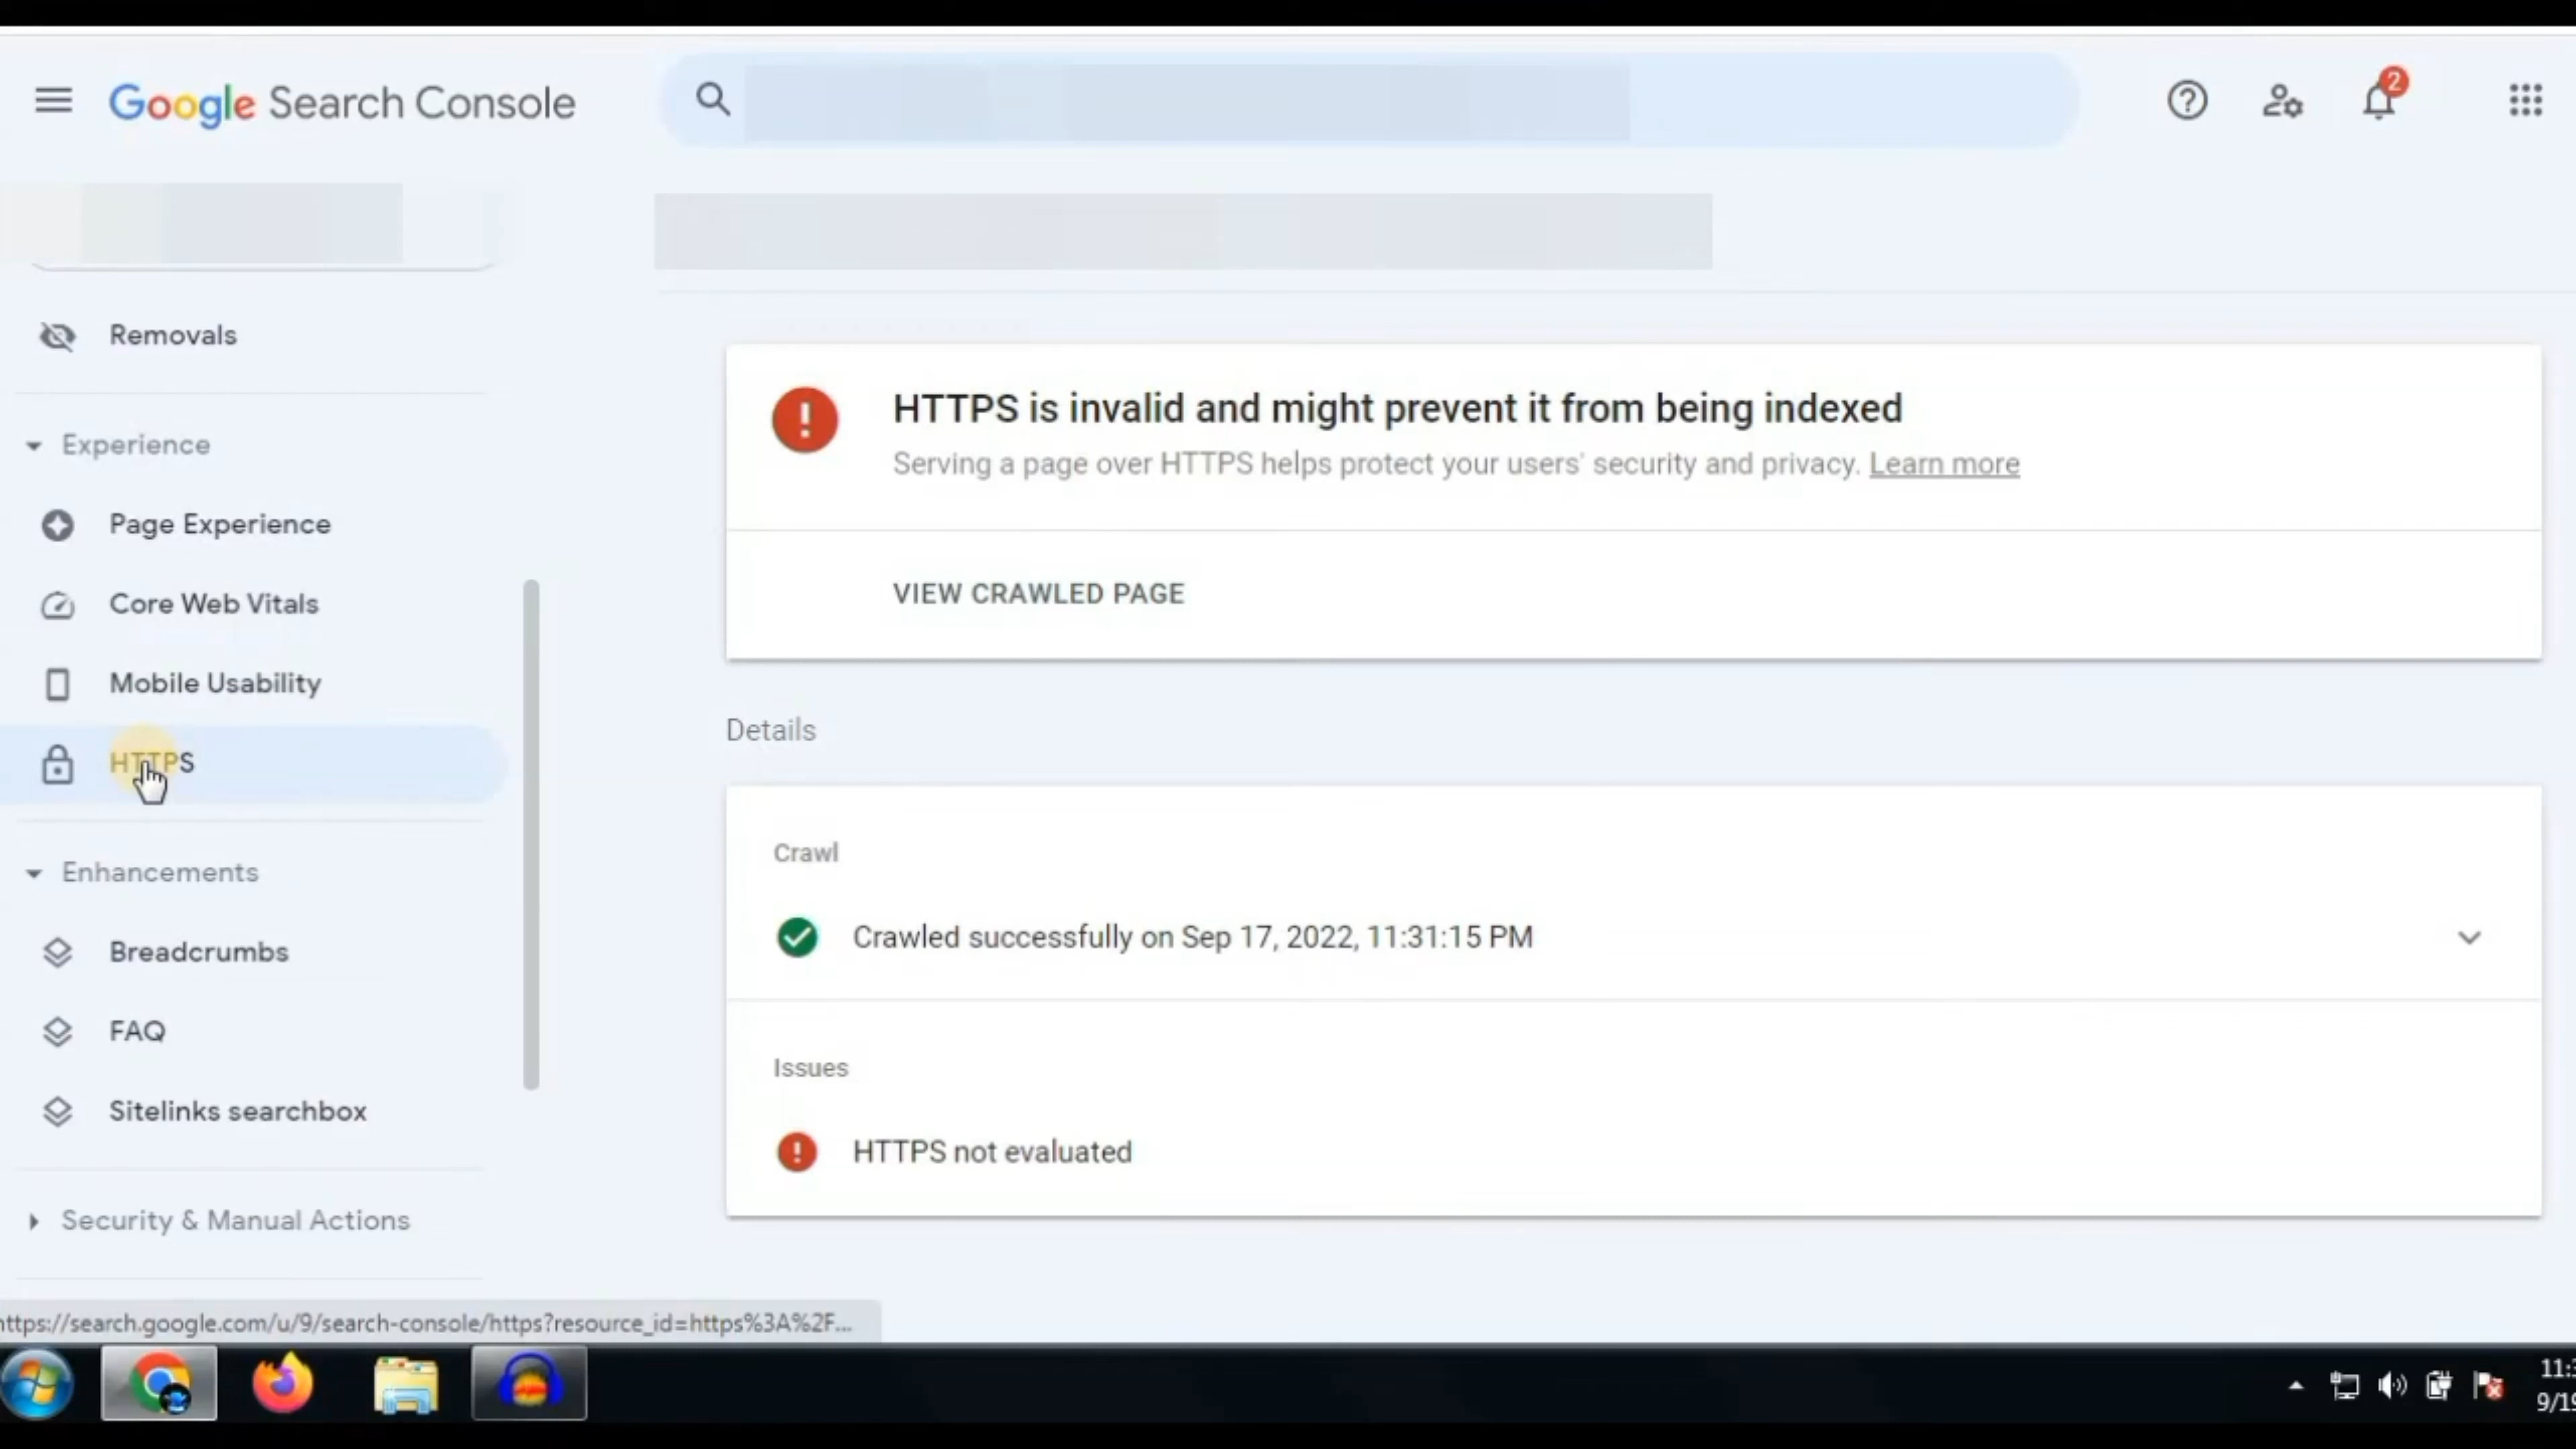 Google Search Console
2
Removals
Experience
Page Experience
Core Web Vitals
Mobile Usability
HTTPS
Enhancements
Breadcrumbs
FAQ
Sitelinks searchbox
Security & Manual Actions
HTTPS is invalid and might prevent it from being indexed
Serving a page over HTTPS helps protect your users' security and privacy. Learn more
VIEW CRAWLED PAGE
Details
Crawl
Crawled successfully on Sep 17, 2022, 11:31:15 PM
Issues
HTTPS not evaluated
https://search.google.com/u/9/search-console/https?resource_id=https%3A%2F...